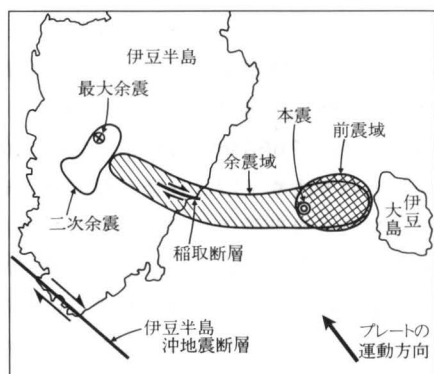 伊豆半島
最大余震
本震
前震域
余震域
伊豆
大島
二次余震
稲取断層
伊豆半島
沖地震断層
プレートの
運動方向